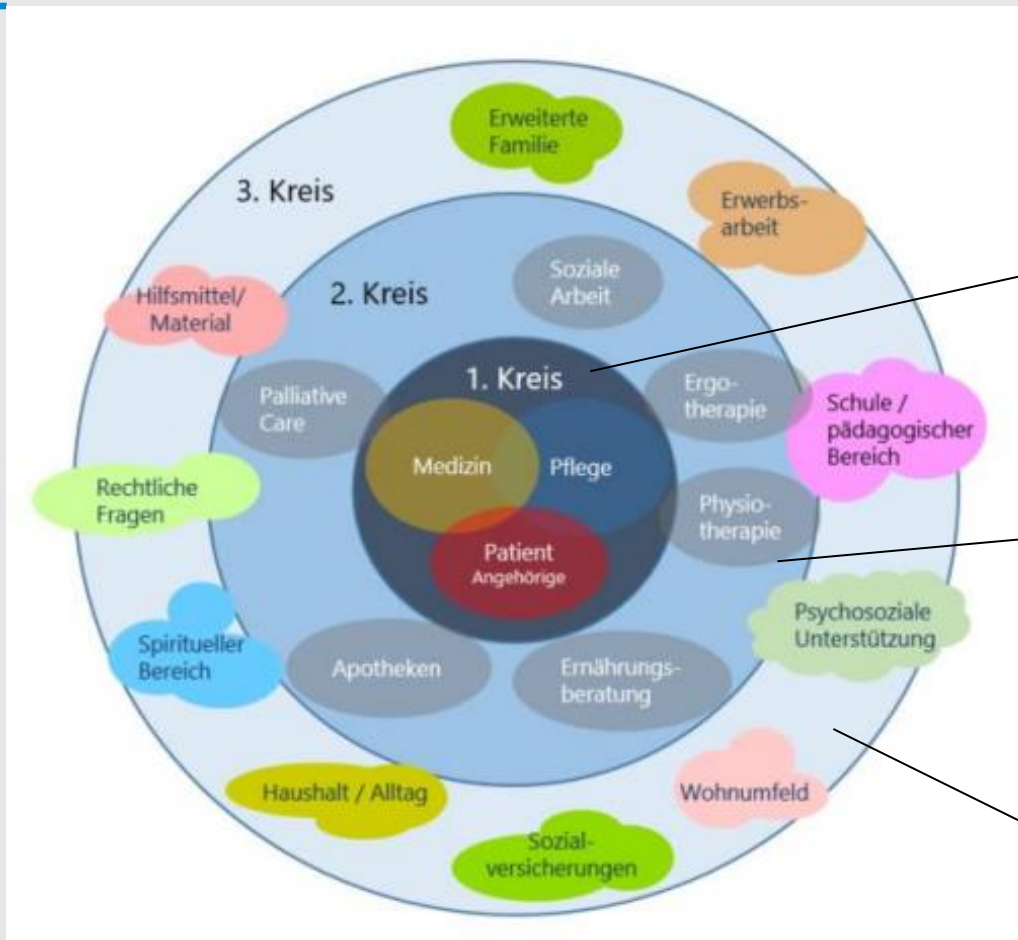 Erweiterte
Familie
3. Kreis
Erwerbs-
arbeit
Soziale
Arbeit
2. Kreis
Hilfsmittel/
Material
1. Kreis
Palliative
Care
Ergo-
therapie
Schule /
pädagogischer
Bereich
Medizin
Pflege
Rechtliche
Fragen
Physio-
therapie
Patient
Angehörige
Psychosoziale
Unterstützung
Spiritueller
Bereich
Apotheken
Ernährungs-
beratung
Haushalt / Alltag
Wohnumfeld
Sozial-
versicherungen